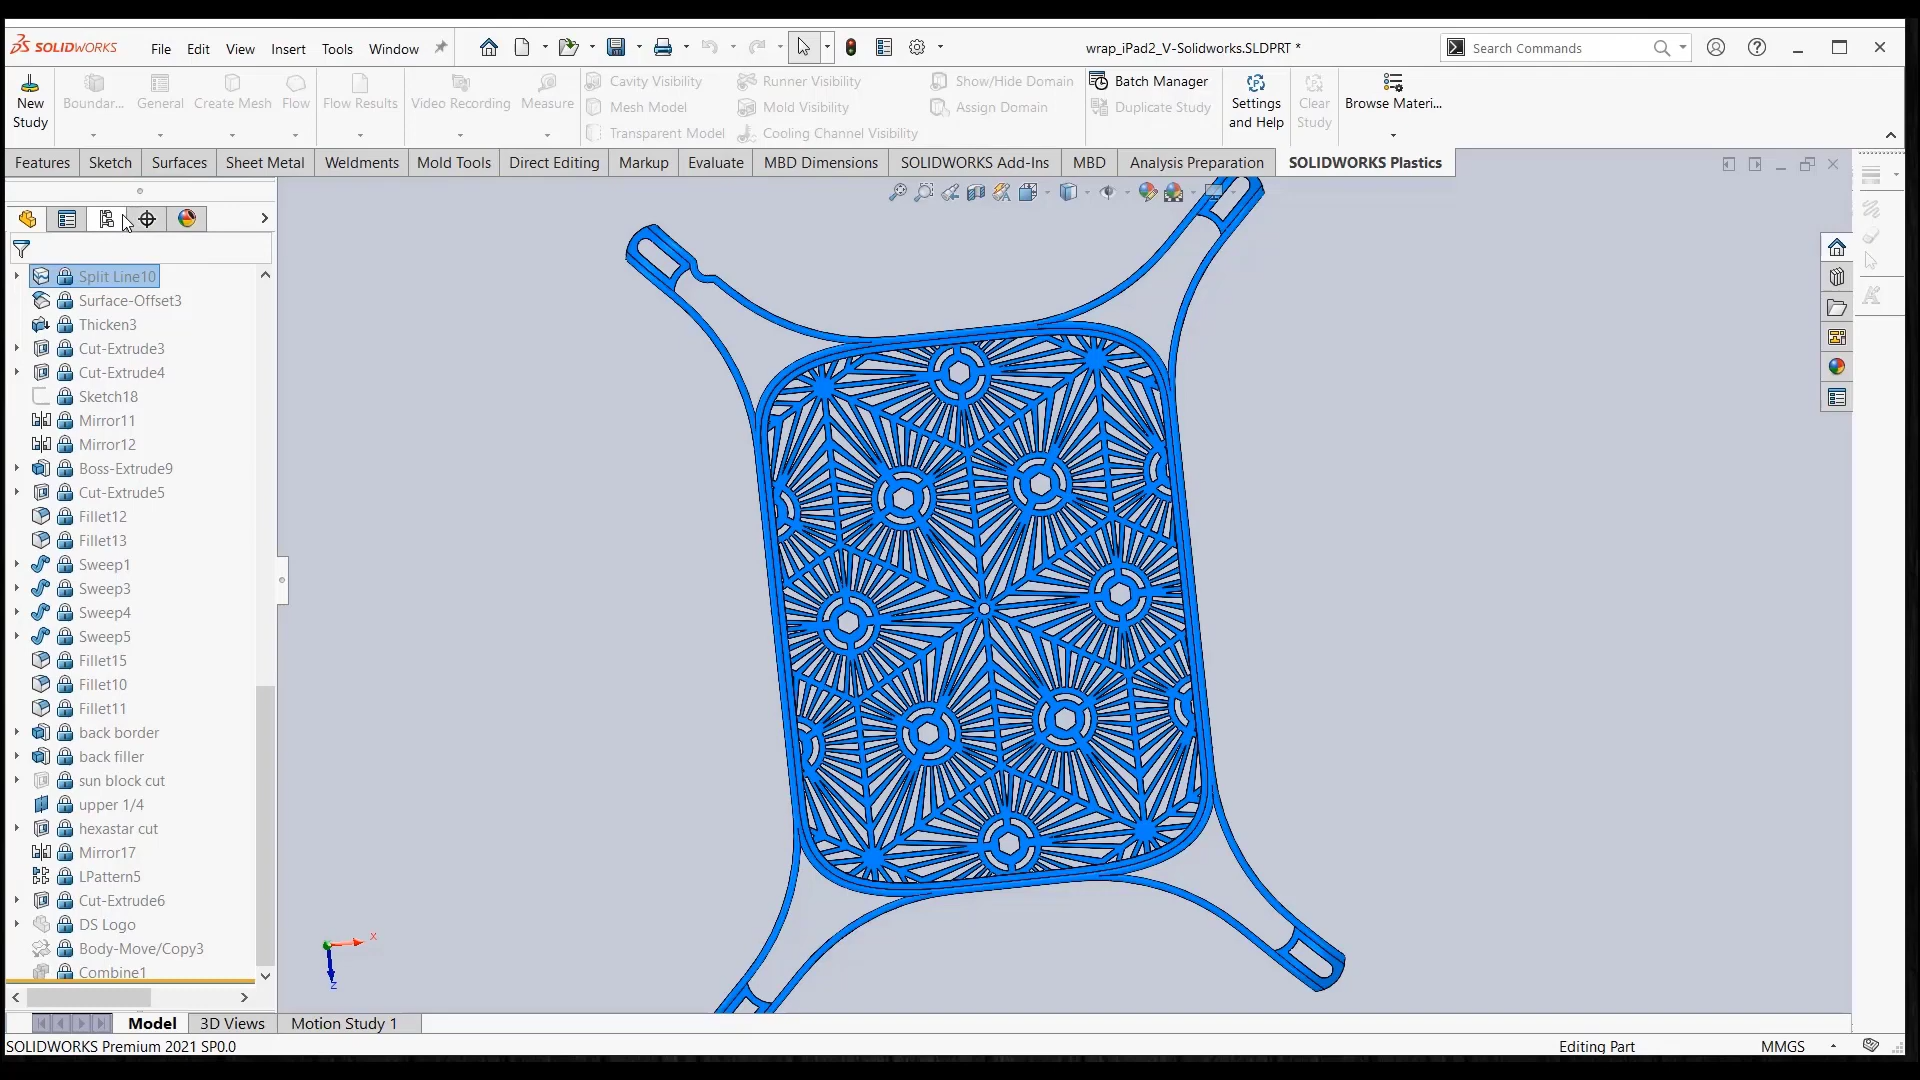 SOLIDWORKS
File Edit View Insert Tools Window
wrap_iPad2_V-Solidworks.SLDPRT *
Search Commands
New Study
Boundar...
General
Create Mesh
Flow
Flow Results
Video Recording
Measure
Cavity Visibility
Mesh Model
Transparent Model
Runner Visibility
Mold Visibility
Cooling Channel Visibility
Show/Hide Domain
Assign Domain
Batch Manager
Duplicate Study
Settings and Help
Clear Study
Browse Materi...
Features Sketch Surfaces Sheet Metal Weldments Mold Tools Direct Editing Markup Evaluate MBD Dimensions SOLIDWORKS Add-Ins MBD Analysis Preparation SOLIDWORKS Plastics
Split Line10
Surface-Offset3
Thicken3
Cut-Extrude3
Cut-Extrude4
Sketch18
Mirror11
Mirror12
Boss-Extrude9
Cut-Extrude5
Fillet12
Fillet13
Sweep1
Sweep3
Sweep4
Sweep5
Fillet15
Fillet10
Fillet11
back border
back filler
sun block cut
upper 1/4
hexastar cut
Mirror17
LPattern5
Cut-Extrude6
DS Logo
Body-Move/Copy3
Combine1
X
Z
Model 3D Views Motion Study 1
SOLIDWORKS Premium 2021 SP0.0
Editing Part
MMGS